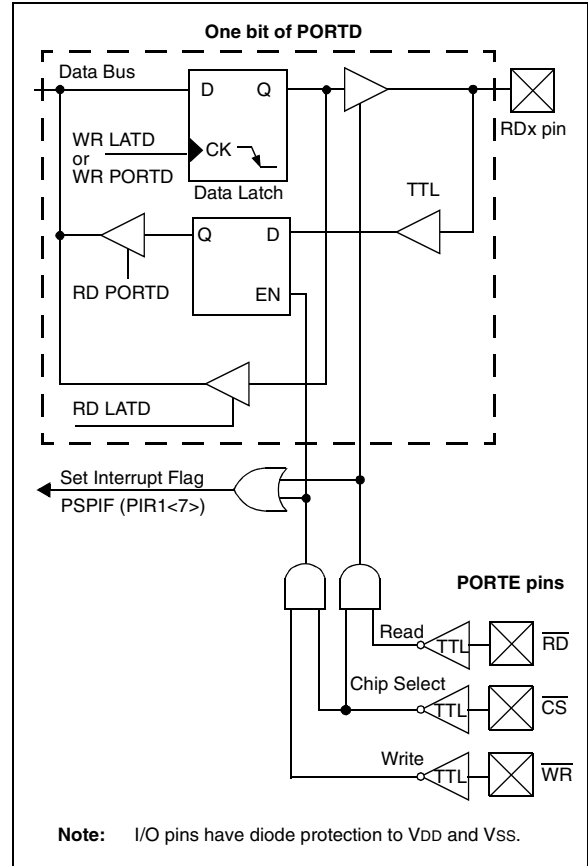 One bit of PORTD
Data Bus
D Q
RDx pin
WR LATD
or
WR PORTD
CK
Data Latch
TTL
Q D
EN
RD PORTD
RD LATD
Set Interrupt Flag
PSPIF (PIR1<7>)
PORTE pins
Read
TTL
RD
Chip Select
TTL
CS
Write
TTL
WR
Note: I/O pins have diode protection to VDD and VSS.